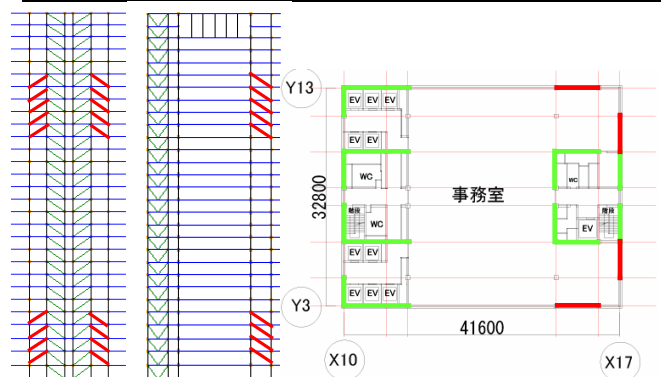 Y13
EV EV EV
EV EV
WC
WC
事務室
32800
階段
WC
階段
EV
EV EV
Y3
EV EV EV
41600
X10
X17